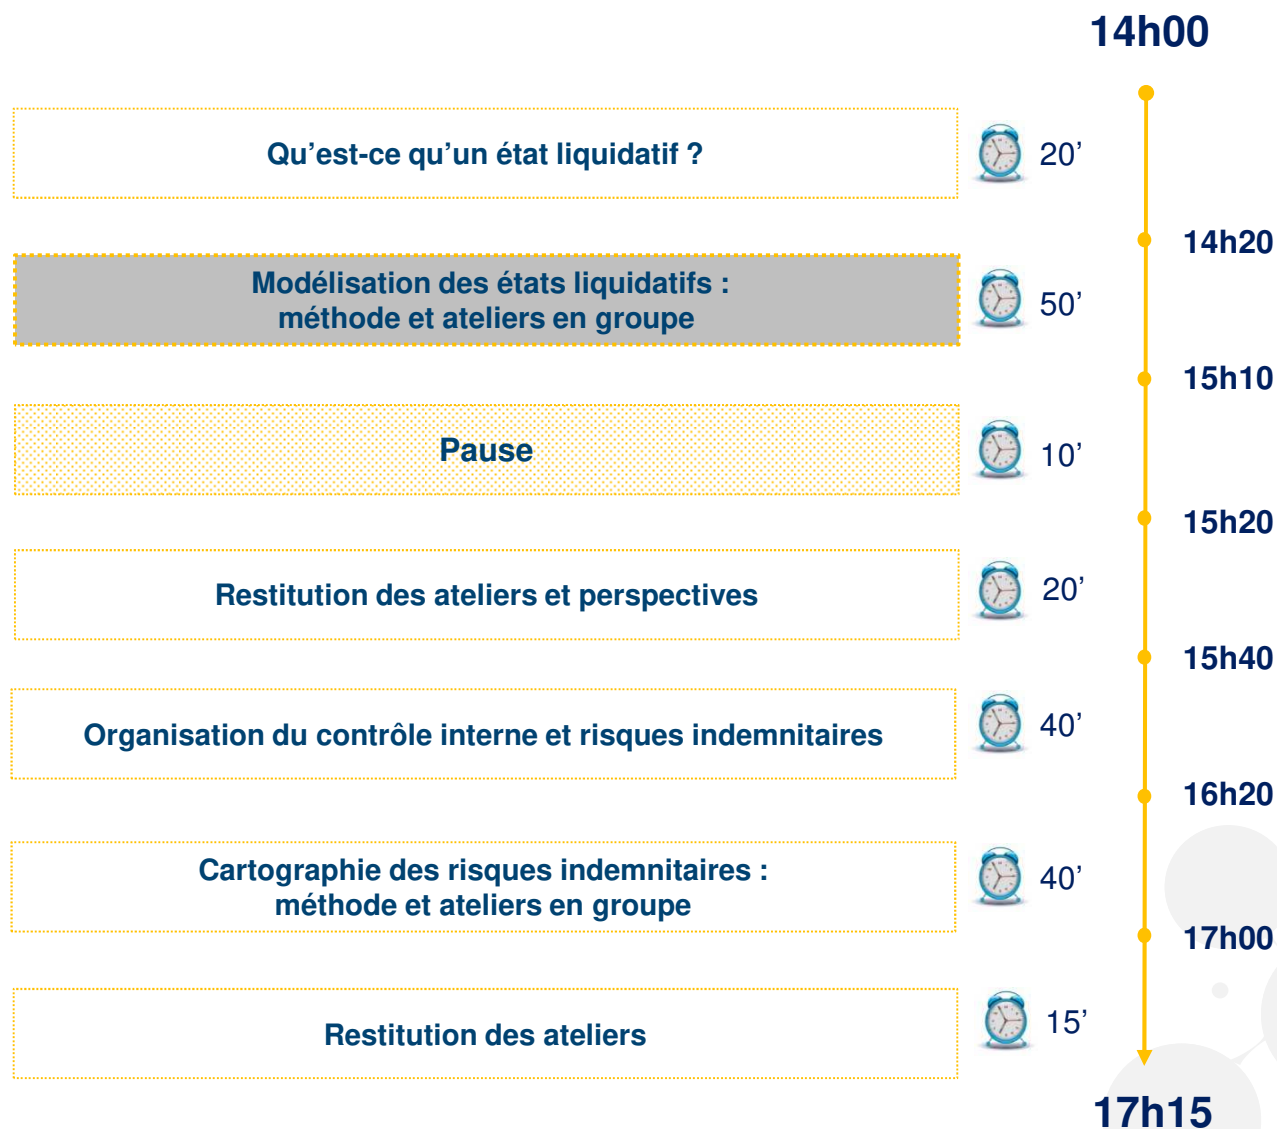 14h00
Qu’est-ce qu’un état liquidatif ?
20’
14h20
Modélisation des états liquidatifs :
méthode et ateliers en groupe
50’
15h10
Pause
10’
15h20
Restitution des ateliers et perspectives
20’
15h40
Organisation du contrôle interne et risques indemnitaires
40’
16h20
Cartographie des risques indemnitaires :
méthode et ateliers en groupe
40’
17h00
Restitution des ateliers
15’
17h15